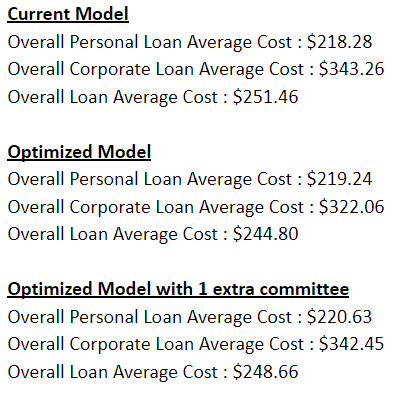 Current Model
Overall Personal Loan Average Cost : $218.28
Overall Corporate Loan Average Cost : $343.26
Overall Loan Average Cost : $251.46
Optimized Model
Overall Personal Loan Average Cost : $219.24
Overall Corporate Loan Average Cost : $322.06
Overall Loan Average Cost : $244.80
Optimized Model with 1 extra committee
Overall Personal Loan Average Cost : $220.63
Overall Corporate Loan Average Cost : $342.45
Overall Loan Average Cost : $248.66